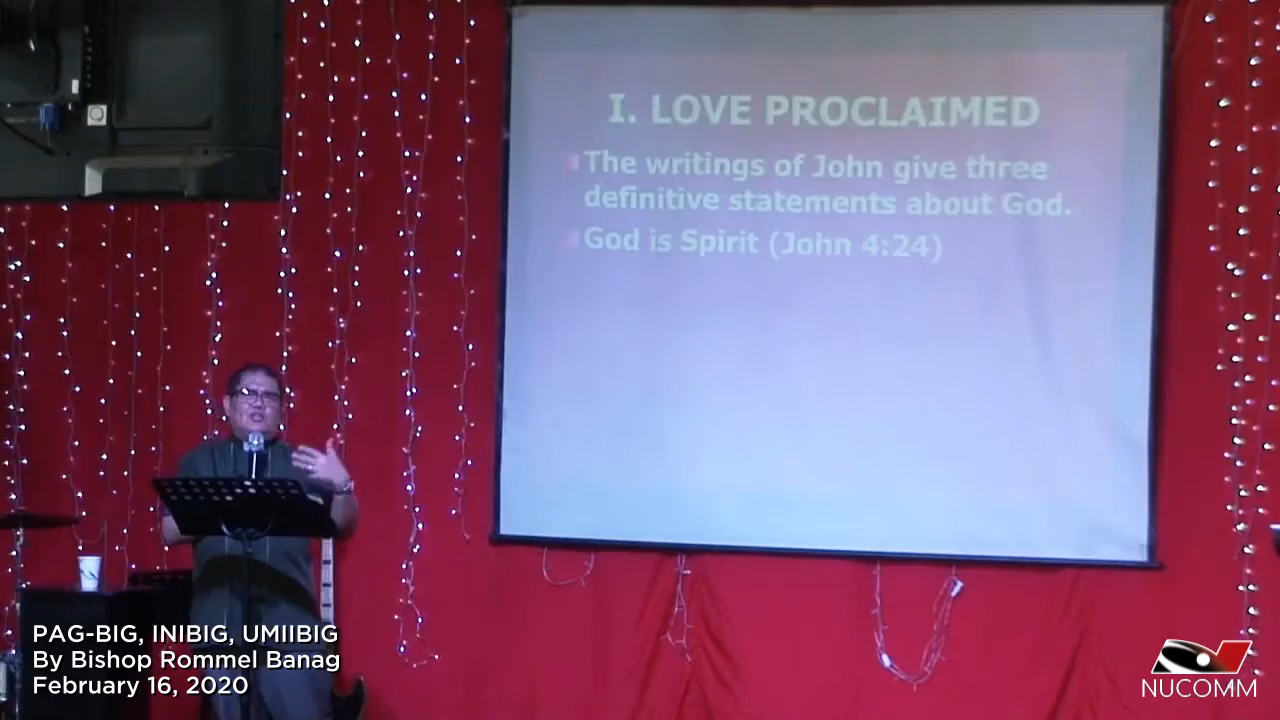 I. LOVE PROCLAIMED
The writings of John give three
definitive statements about God.
God is Spirit (John 4:24)
PAG-BIG, INIBIG, UMIIBIG
By Bishop Rommel Banag
February 16, 2020
NUCOMM